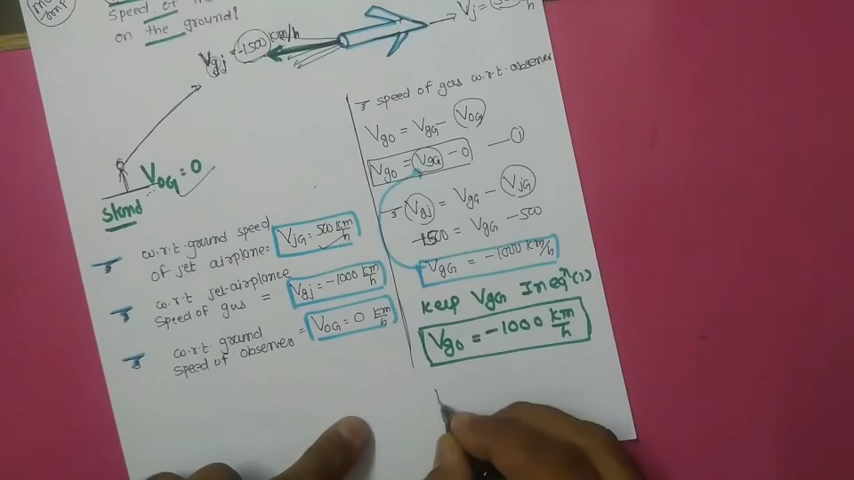 speed of
on the ground?
Vgj = -1500 km/h
Vj =
VOG = 0
stand
w.r.t. ground speed
of jet airplane = VjG = 500 km/h
w.r.t. jet-airplance
speed of gas = Vgj = -1000 km/h
w.r.t. ground
speed of observer = VOG = 0 km/h
speed of gas w.r.t. observer
Vgo = VgG - VOG
Vgo = VgG - 0 — 1
Vgj = VgG - VjG
-1500 = VgG - 500
VgG = -1000 km/h
Keep VgG In eqn (1)
Vgo = -1000 km/h